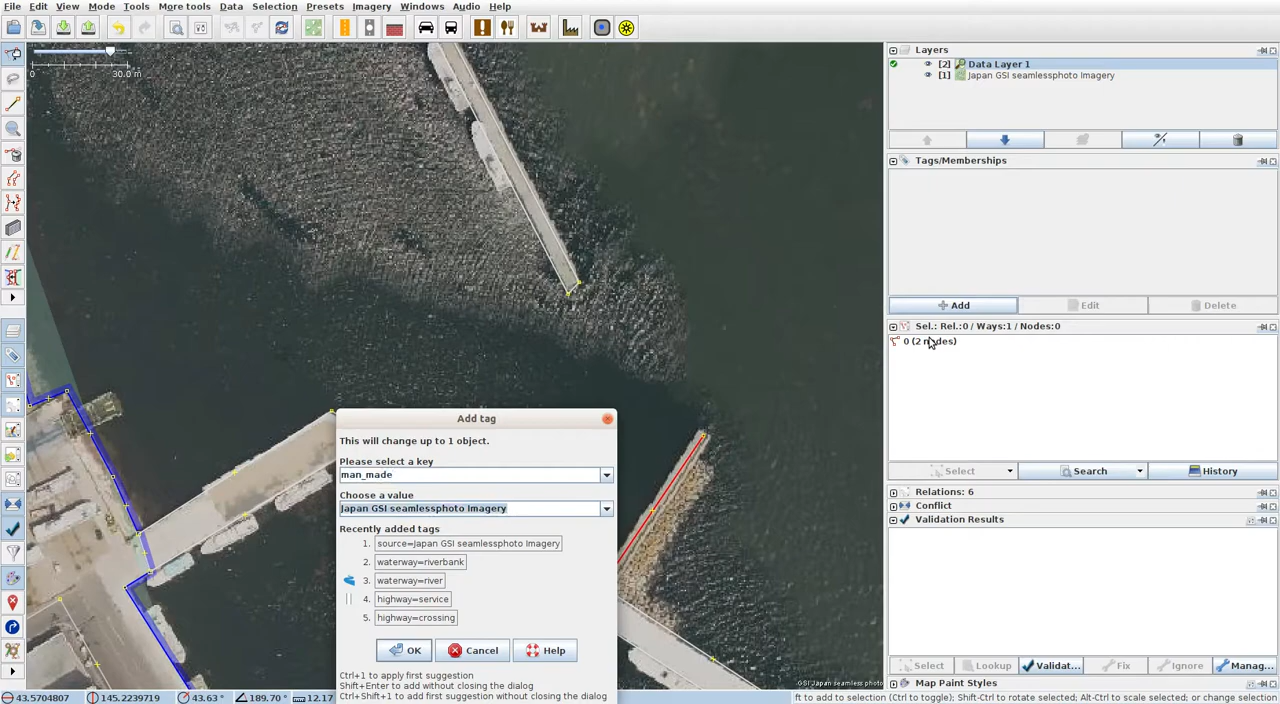 File Edit View Mode Tools More tools Data Selection Presets Imagery Windows Audio Help
0 30.0 m
Layers
[2] Data Layer 1
[1] Japan GSI seamlessphoto Imagery
Tags/Memberships
Add Edit Delete
Sel.: Rel.:0 / Ways:1 / Nodes:0
0 (2 nodes)
Select Search History
Relations: 6
Conflict
Validation Results
Select Lookup Validat... Fix Ignore Manag...
Map Paint Styles
Add tag
This will change up to 1 object.
Please select a key
man_made
Choose a value
Japan GSI seamlessphoto Imagery
Recently added tags
1. source=Japan GSI seamlessphoto Imagery
2. waterway=riverbank
3. waterway=river
4. highway=service
5. highway=crossing
OK Cancel Help
Ctrl+1 to apply first suggestion
Shift+Enter to add without closing the dialog
Ctrl+Shift+1 to add first suggestion without closing the dialog
GSI Japan seamless photo
43.5704807 145.2239719 43.63 ° 189.70 ° 12.17
ft to add to selection (Ctrl to toggle); Shift-Ctrl to rotate selected; Alt-Ctrl to scale selected; or change selection